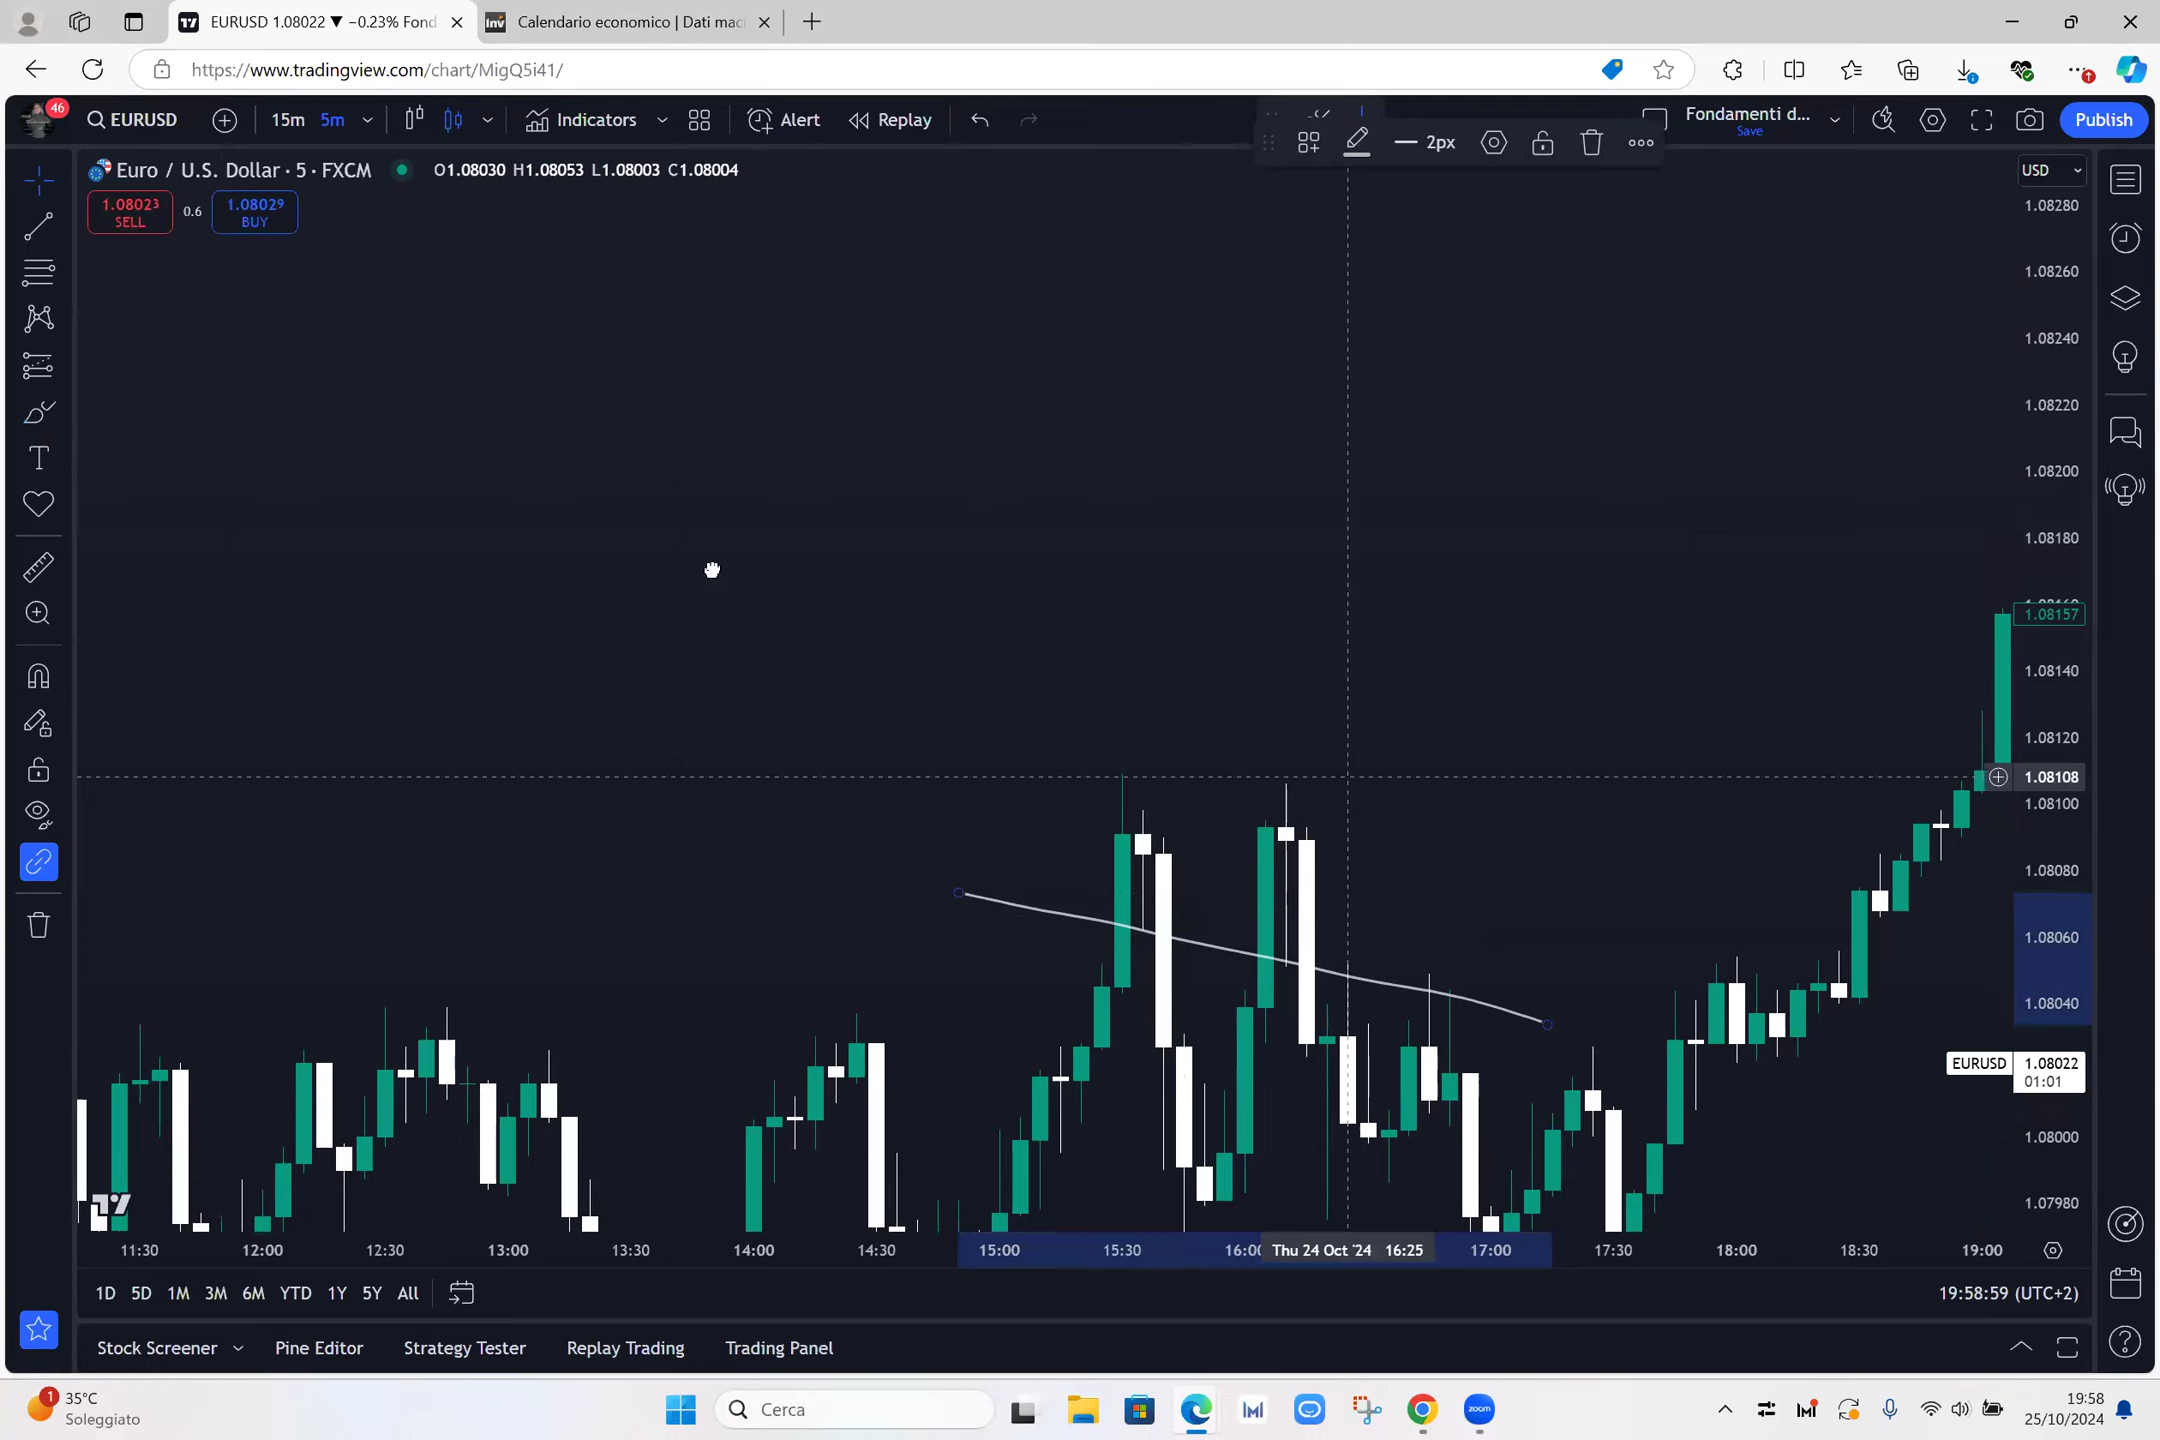 EURUSD 1.08022 ▼ −0.23% Fond
Calendario economico | Dati mac
https://www.tradingview.com/chart/MigQ5i41/
46
EURUSD
15m 5m
Indicators
Alert
Replay
2px
Fondamenti d...
Save
Publish
Euro / U.S. Dollar · 5 · FXCM
O1.08030 H1.08053 L1.08003 C1.08004
1.08023
SELL
0.6
1.08029
BUY
USD
1.08280
1.08260
1.08240
1.08220
1.08200
1.08180
1.08157
1.08140
1.08120
1.08108
1.08100
1.08080
1.08060
1.08040
EURUSD 1.08022
01:01
1.08000
1.07980
11:30 12:00 12:30 13:00 13:30 14:00 14:30 15:00 15:30 16:00 Thu 24 Oct '24 16:25 17:00 17:30 18:00 18:30 19:00
1D 5D 1M 3M 6M YTD 1Y 5Y All
19:58:59 (UTC+2)
Stock Screener Pine Editor Strategy Tester Replay Trading Trading Panel
1
35°C
Soleggiato
Cerca
zoom
19:58
25/10/2024